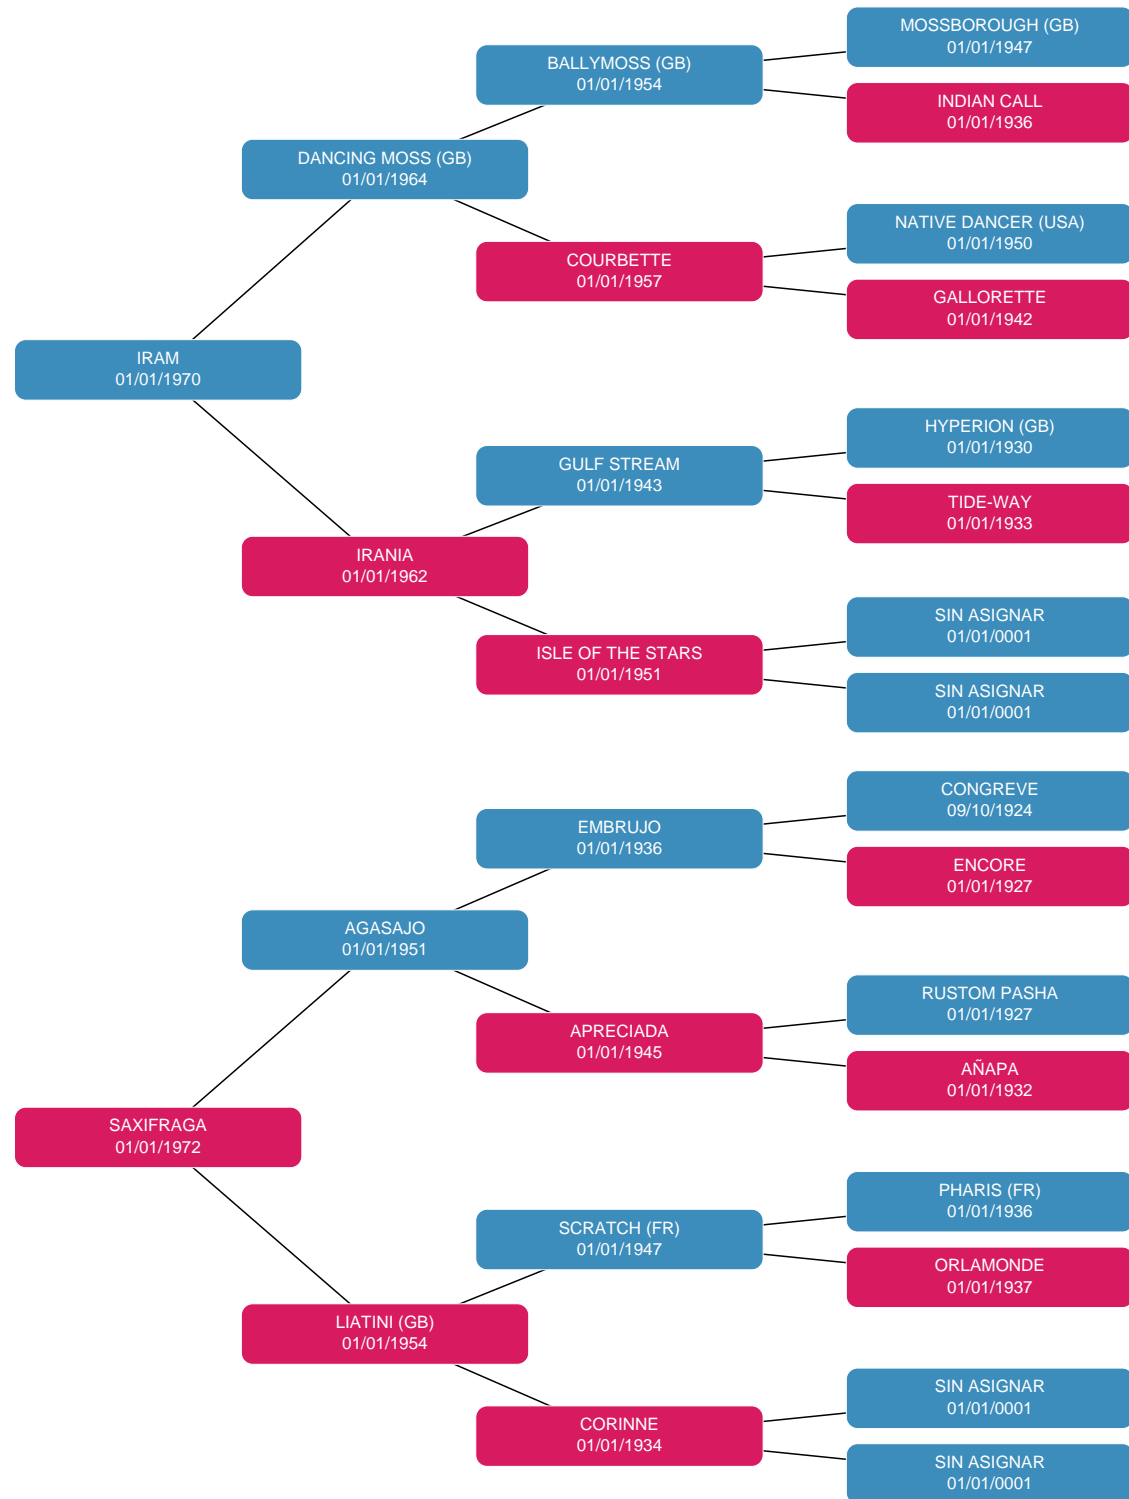 MOSSBOROUGH (GB)
01/01/1947
BALLYMOSS (GB)
01/01/1954
INDIAN CALL
01/01/1936
DANCING MOSS (GB)
01/01/1964
NATIVE DANCER (USA)
01/01/1950
COURBETTE
01/01/1957
GALLORETTE
01/01/1942
IRAM
01/01/1970
HYPERION (GB)
01/01/1930
GULF STREAM
01/01/1943
TIDE-WAY
01/01/1933
IRANIA
01/01/1962
SIN ASIGNAR
01/01/0001
ISLE OF THE STARS
01/01/1951
SIN ASIGNAR
01/01/0001
CONGREVE
09/10/1924
EMBRUJO
01/01/1936
ENCORE
01/01/1927
AGASAJO
01/01/1951
RUSTOM PASHA
01/01/1927
APRECIADA
01/01/1945
AÑAPA
01/01/1932
SAXIFRAGA
01/01/1972
PHARIS (FR)
01/01/1936
SCRATCH (FR)
01/01/1947
ORLAMONDE
01/01/1937
LIATINI (GB)
01/01/1954
SIN ASIGNAR
01/01/0001
CORINNE
01/01/1934
SIN ASIGNAR
01/01/0001